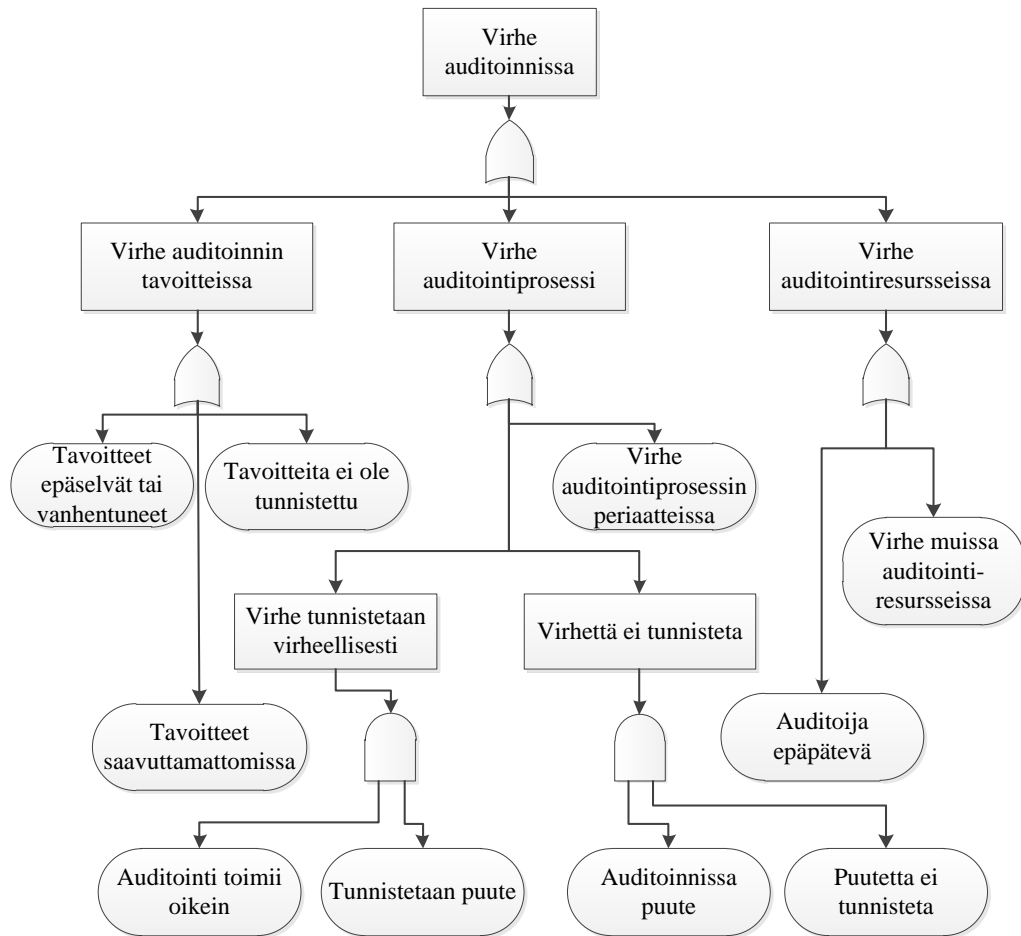 Virhe
auditoinnissa
Virhe auditoinnin
tavoitteissa
Virhe
auditointiprosessi
Virhe
auditointiresursseissa
Tavoitteet
epäselvät tai
vanhentuneet
Tavoitteita ei ole
tunnistettu
Virhe
auditointiprosessin
periaatteissa
Virhe muissa
auditointi-
resursseissa
Virhe tunnistetaan
virheellisesti
Virhettä ei tunnisteta
Tavoitteet
saavuttamattomissa
Auditoija
epäpätevä
Auditointi toimii
oikein
Tunnistetaan puute
Auditoinnissa
puute
Puutetta ei
tunnisteta